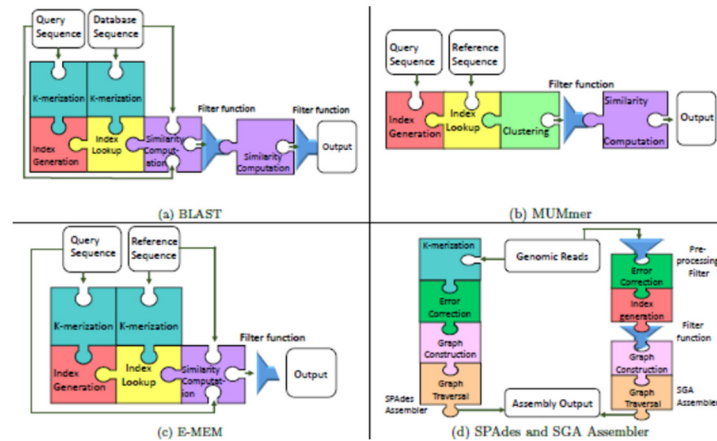 Query
Sequence
Database
Sequence
K-merization
K-merization
Index
Generation
Index
Lookup
Similarity
Comput-
ation
Filter function
Similarity
Computation
Filter function
Output
(a) BLAST
Query
Sequence
Reference
Sequence
Index
Generation
Index
Lookup
Clustering
Filter function
Similarity
Computation
Output
(b) MUMmer
Query
Sequence
Reference
Sequence
K-merization
K-merization
Index
Generation
Index
Lookup
Similarity
Computat-
ion
Filter function
Output
(c) E-MEM
K-merization
Genomic Reads
Pre-
processing
Filter
Error
Correction
Error
Correction
Index
generation
Filter
function
Graph
Construction
Graph
Construction
Graph
Traversal
Graph
Traversal
SPAdes
Assembler
Assembly Output
SGA
Assembler
(d) SPAdes and SGA Assembler